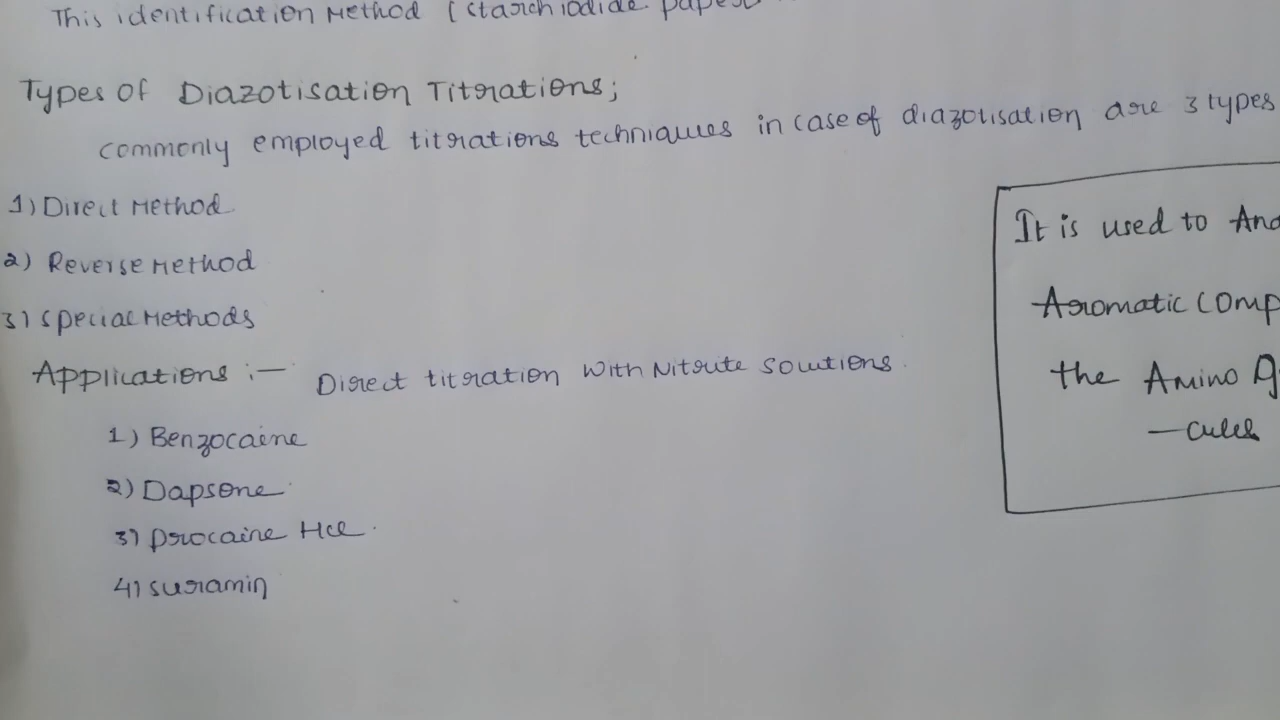 This identification Method (starch iodide paper
Types of Diazotisation Titrations;
commonly employed titrations techniques in case of diazotisation are 3 types
1) Direct Method
2) Reverse Method
3) Special Methods
Applications :- Direct titration with Nitrite solutions.
1) Benzocaine
2) Dapsone
3) procaine Hcl.
4) suramin
It is used to
Aromatic
the Amino
-cules